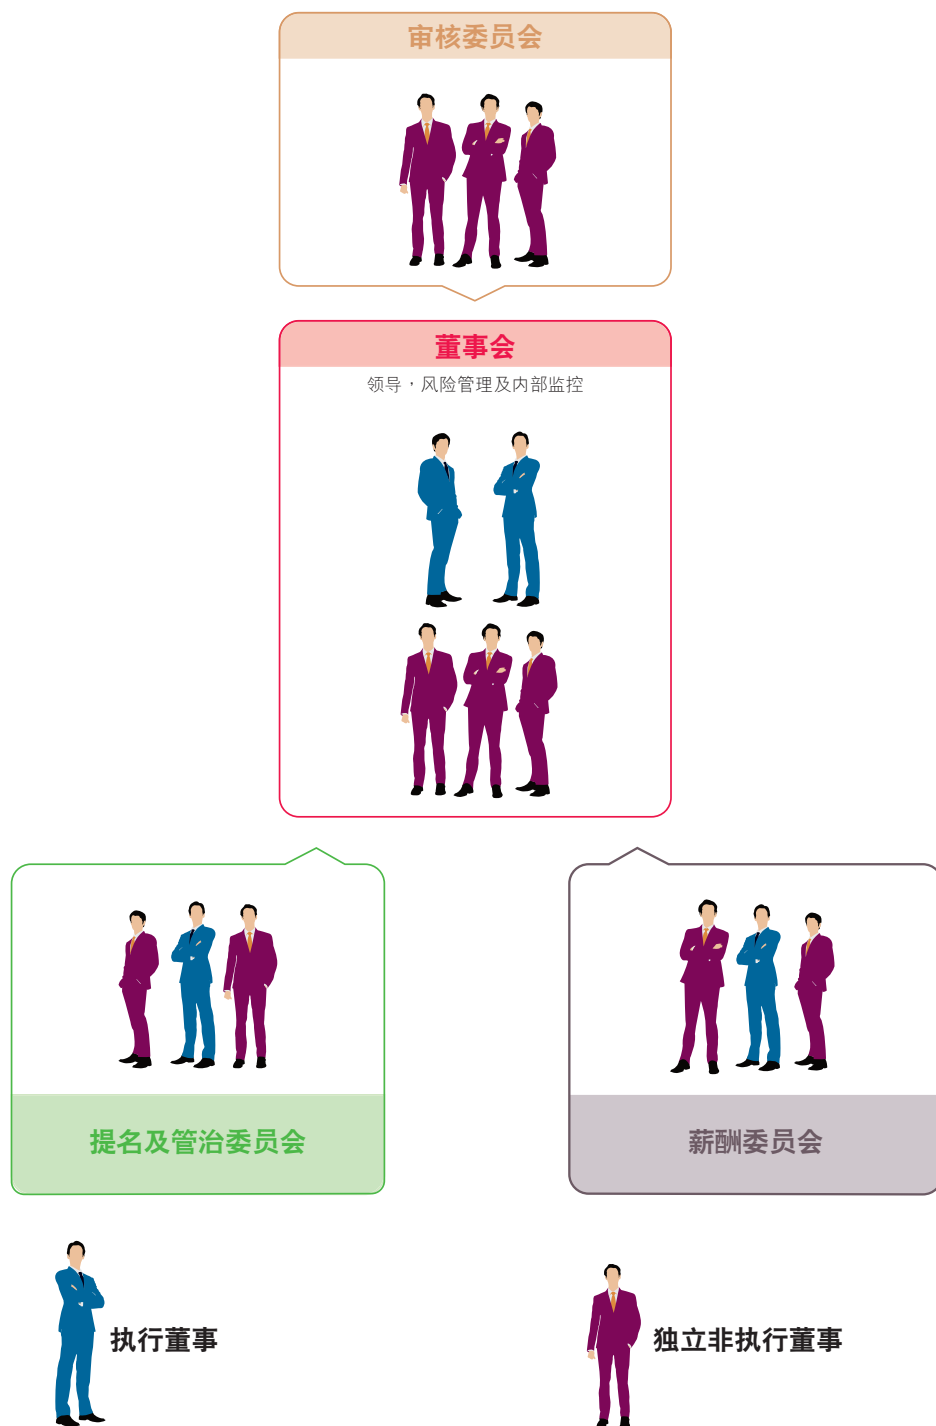 审核委员会
董事会
领导，风险管理及内部监控
提名及管治委员会
薪酬委员会
执行董事
独立非执行董事